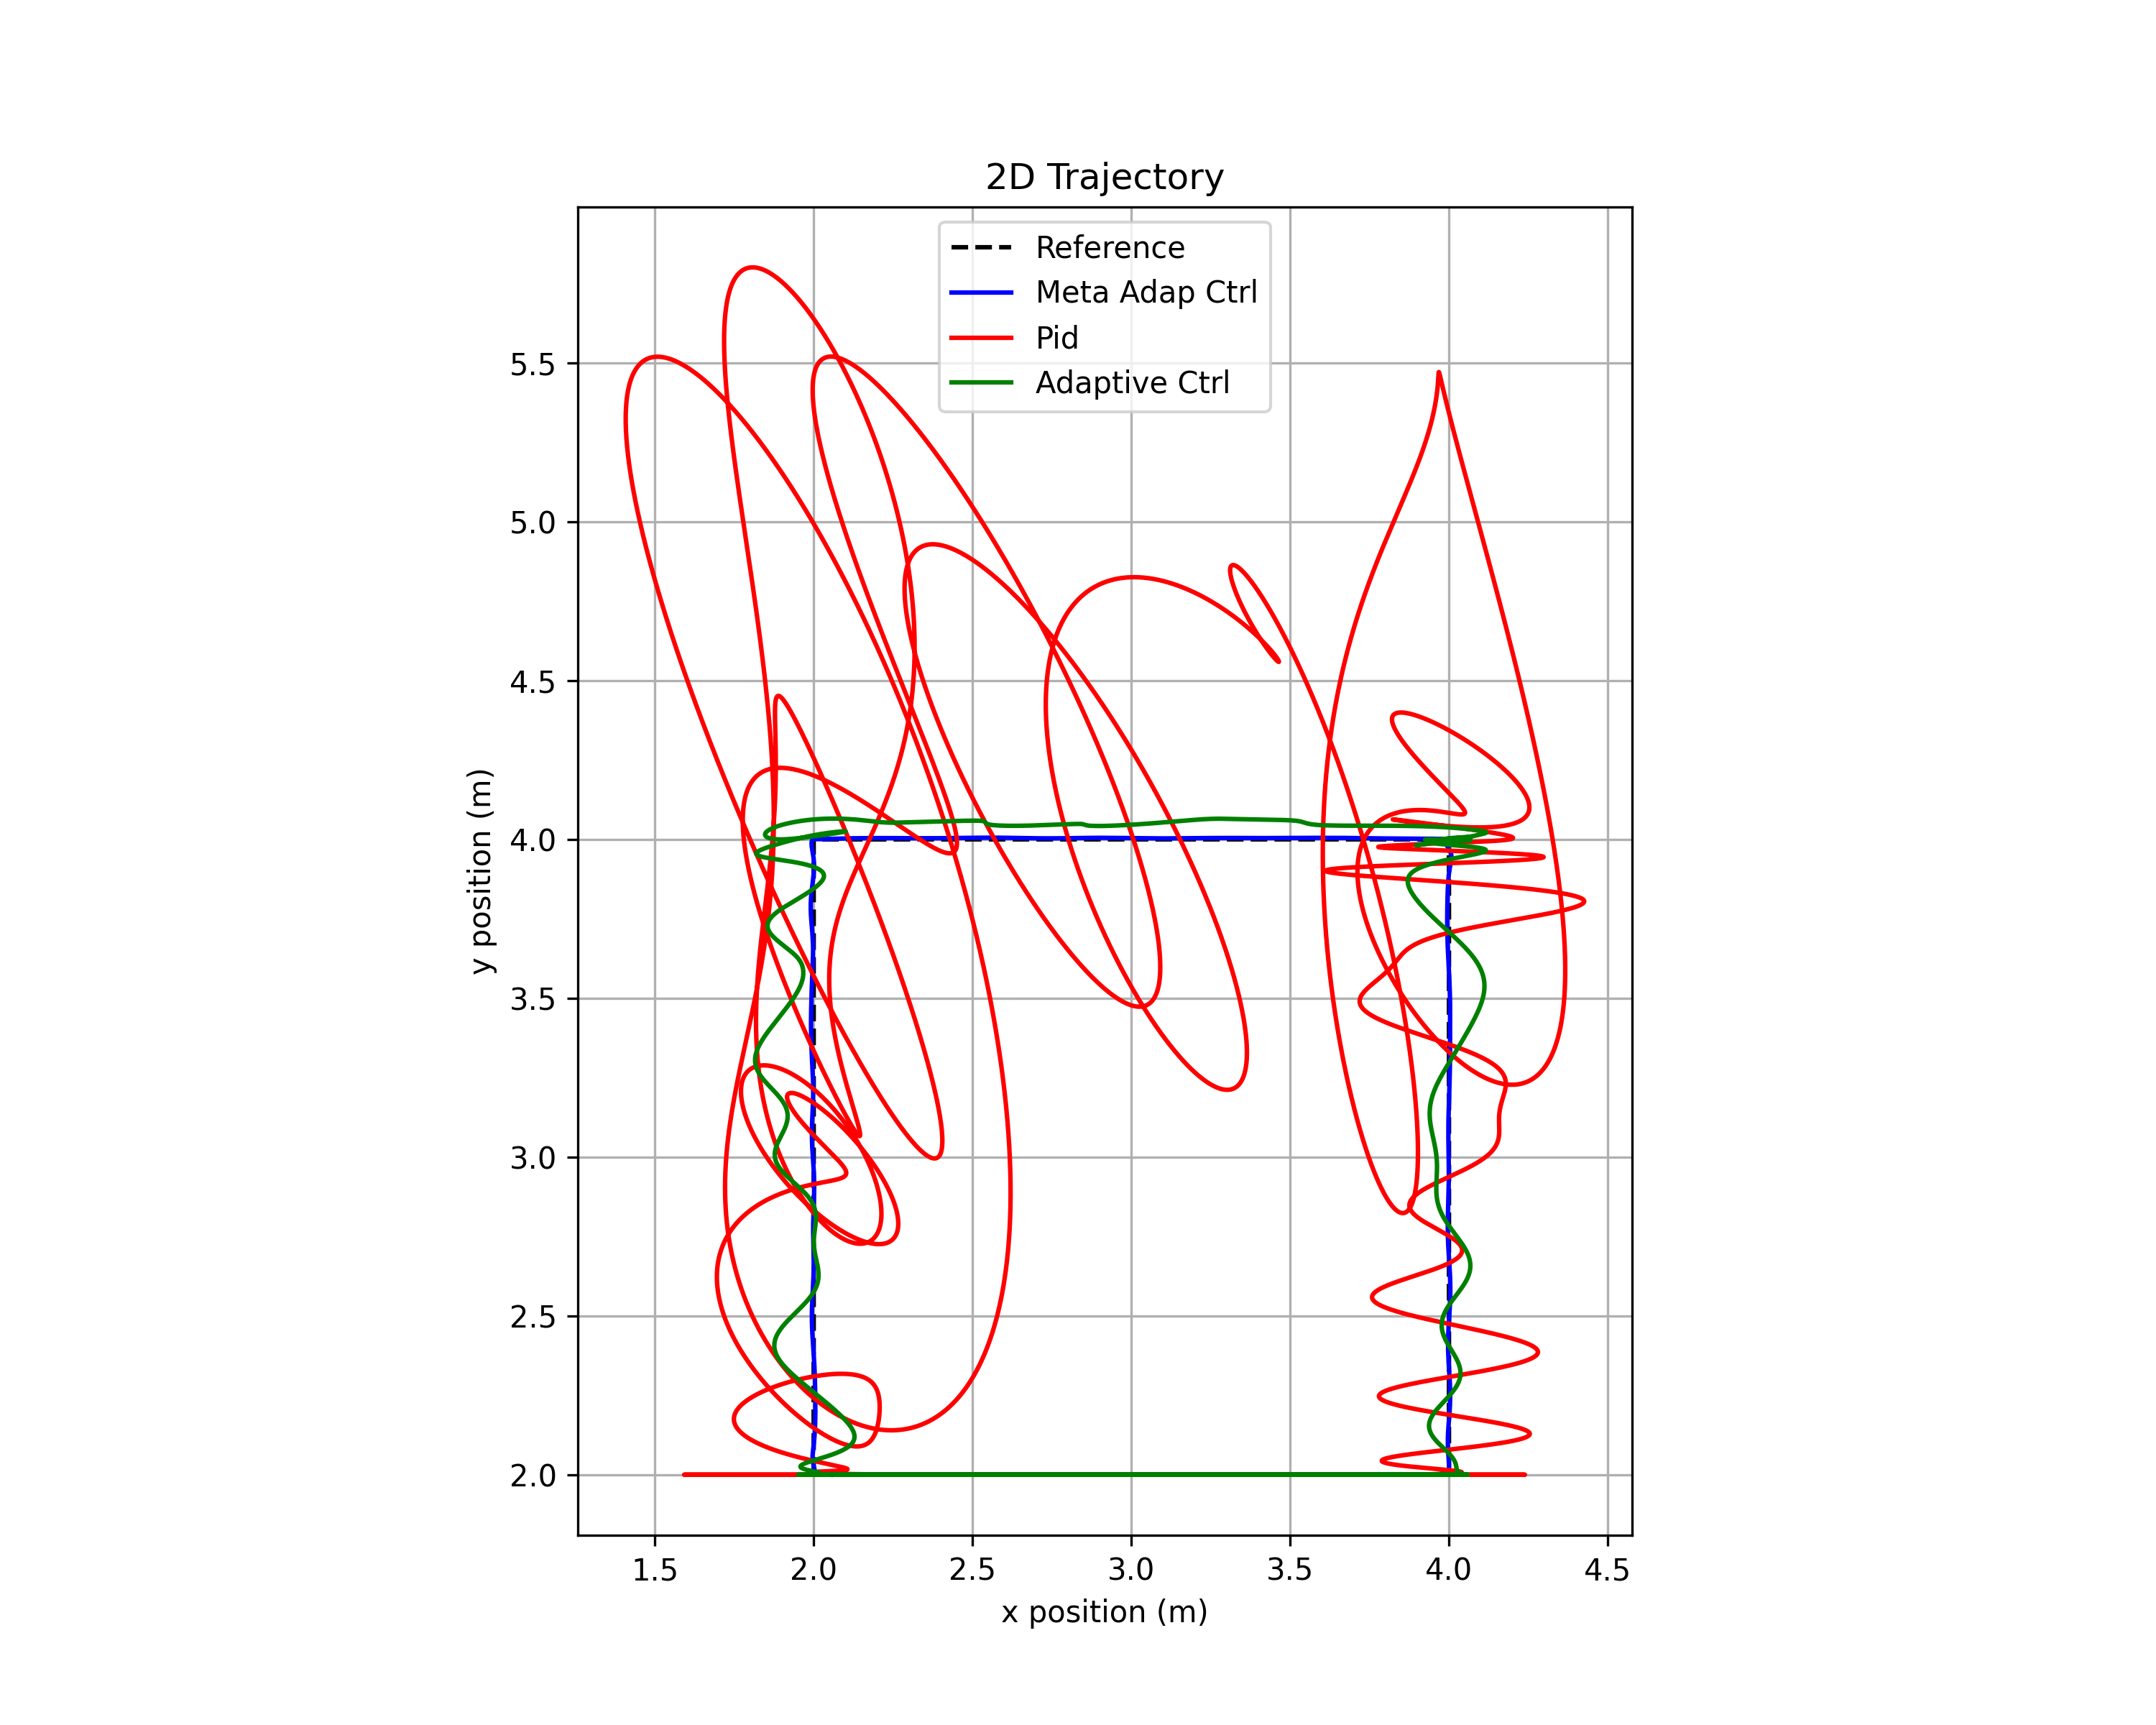 2D Trajectory
Reference
Meta Adap Ctrl
Pid
Adaptive Ctrl
5.5
5.0
4.5
4.0
3.5
3.0
2.5
2.0
y position (m)
1.5 2.0 2.5 3.0 3.5 4.0 4.5
x position (m)